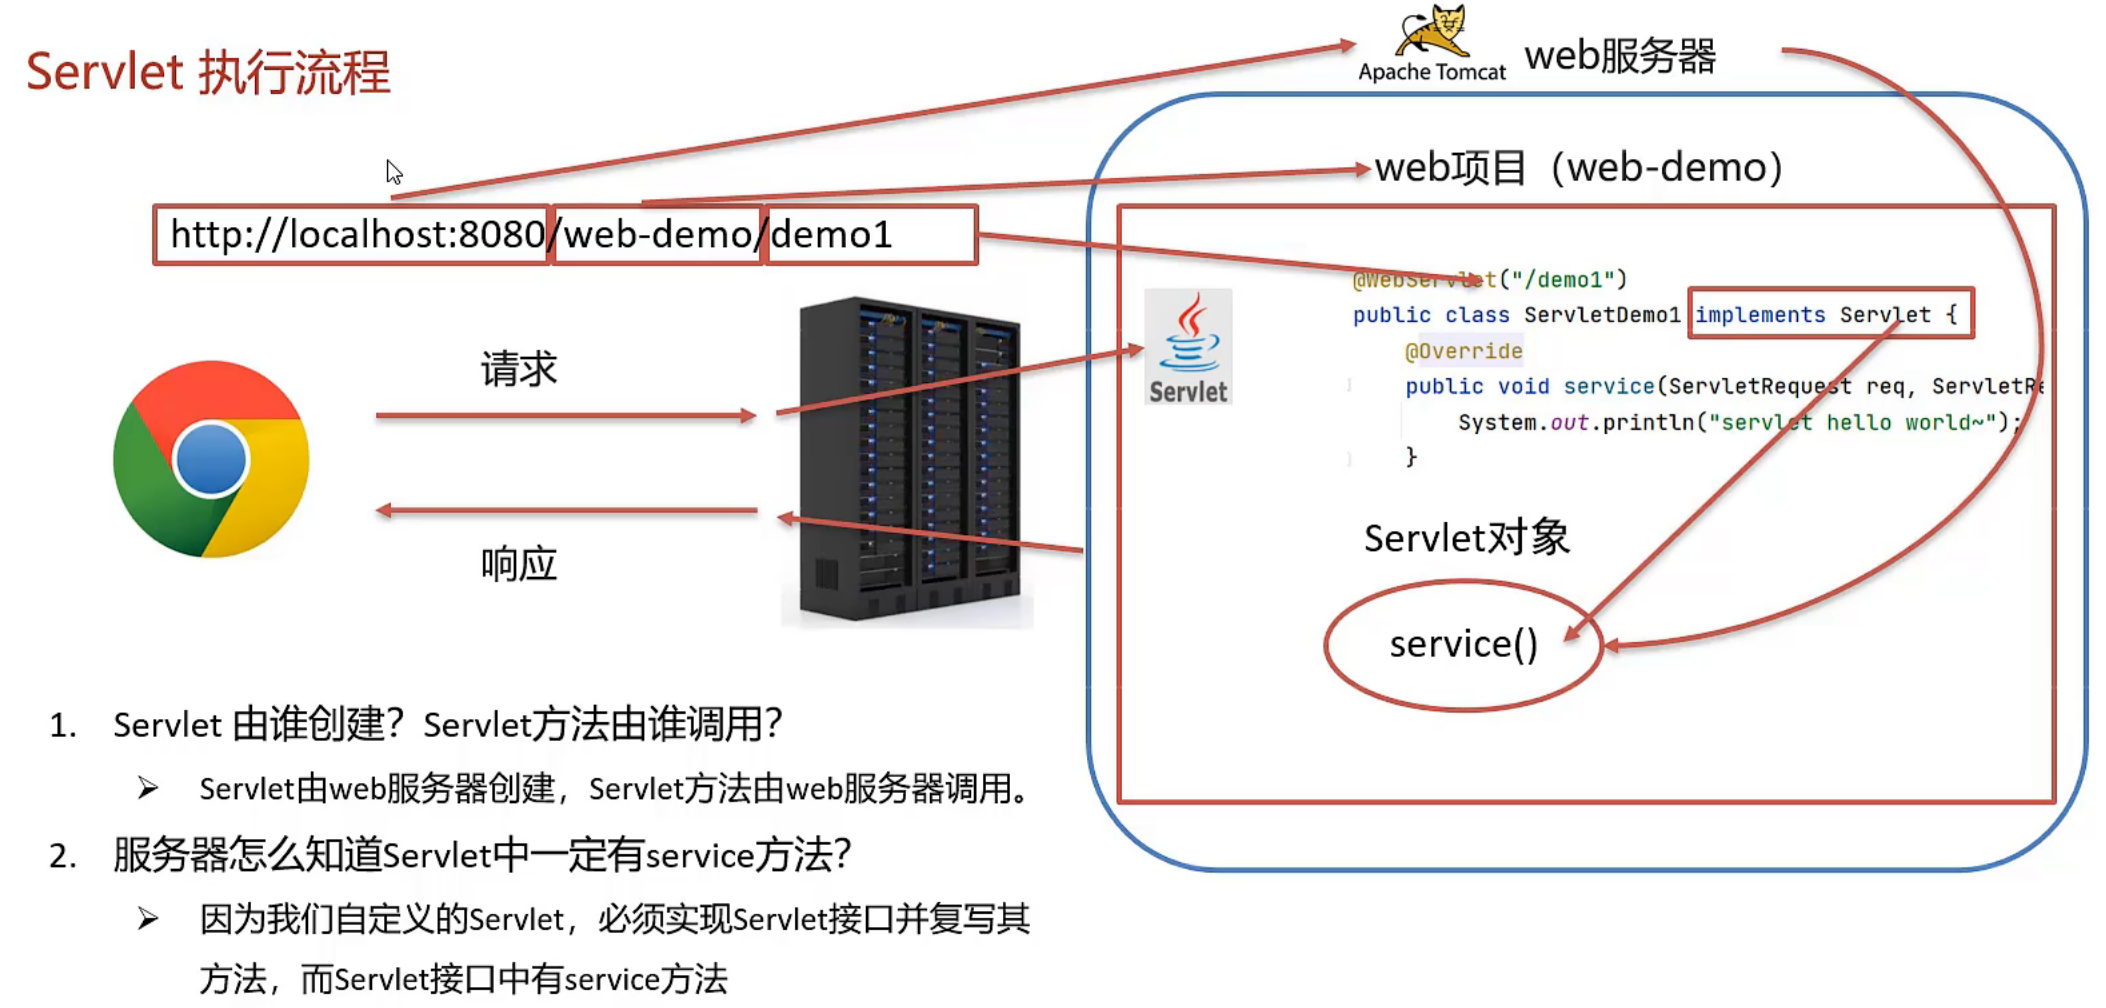 Servlet 执行流程
Apache Tomcat
web服务器
web项目（web-demo）
http://localhost:8080/web-demo/demo1
请求
响应
Servlet
@WebServlet("/demo1")
public class ServletDemo1 implements Servlet {
@Override
public void service(ServletRequest req, ServletRe
System.out.println("servlet hello world~");
}
Servlet对象
service()
1. Servlet 由谁创建？Servlet方法由谁调用？
➢ Servlet由web服务器创建，Servlet方法由web服务器调用。
2. 服务器怎么知道Servlet中一定有service方法？
➢ 因为我们自定义的Servlet，必须实现Servlet接口并复写其
方法，而Servlet接口中有service方法